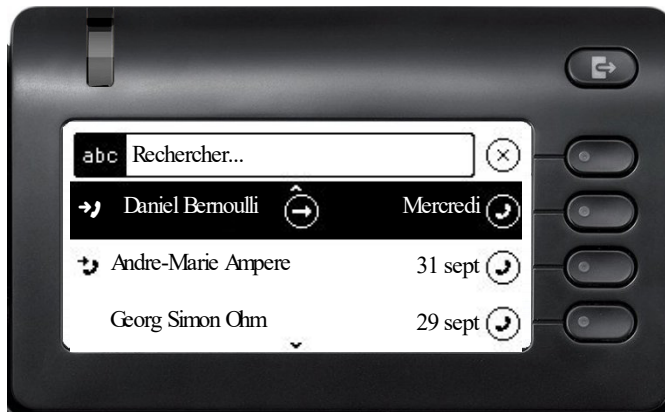 abc Rechercher...
Daniel Bernoulli Mercredi
Andre-Marie Ampere 31 sept
Georg Simon Ohm 29 sept